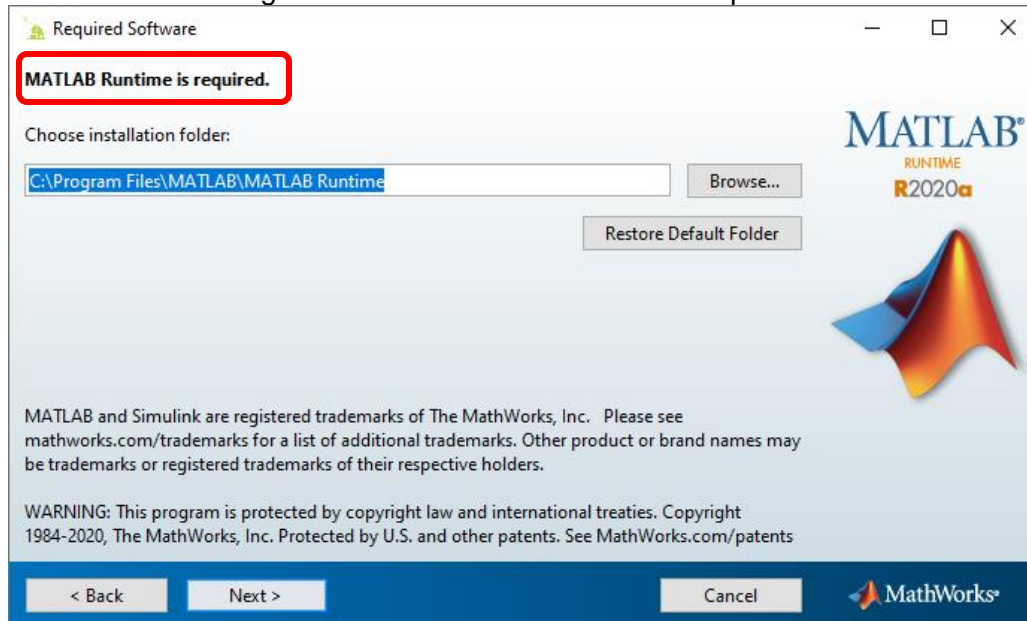 Required Software
MATLAB Runtime is required.
Choose installation folder:
C:\Program Files\MATLAB\MATLAB Runtime
Browse...
Restore Default Folder
MATLAB®
RUNTIME
R2020a
MATLAB and Simulink are registered trademarks of The MathWorks, Inc.   Please see
mathworks.com/trademarks for a list of additional trademarks. Other product or brand names may
be trademarks or registered trademarks of their respective holders.
WARNING: This program is protected by copyright law and international treaties. Copyright
1984-2020, The MathWorks, Inc. Protected by U.S. and other patents. See MathWorks.com/patents
< Back
Next >
Cancel
MathWorks®